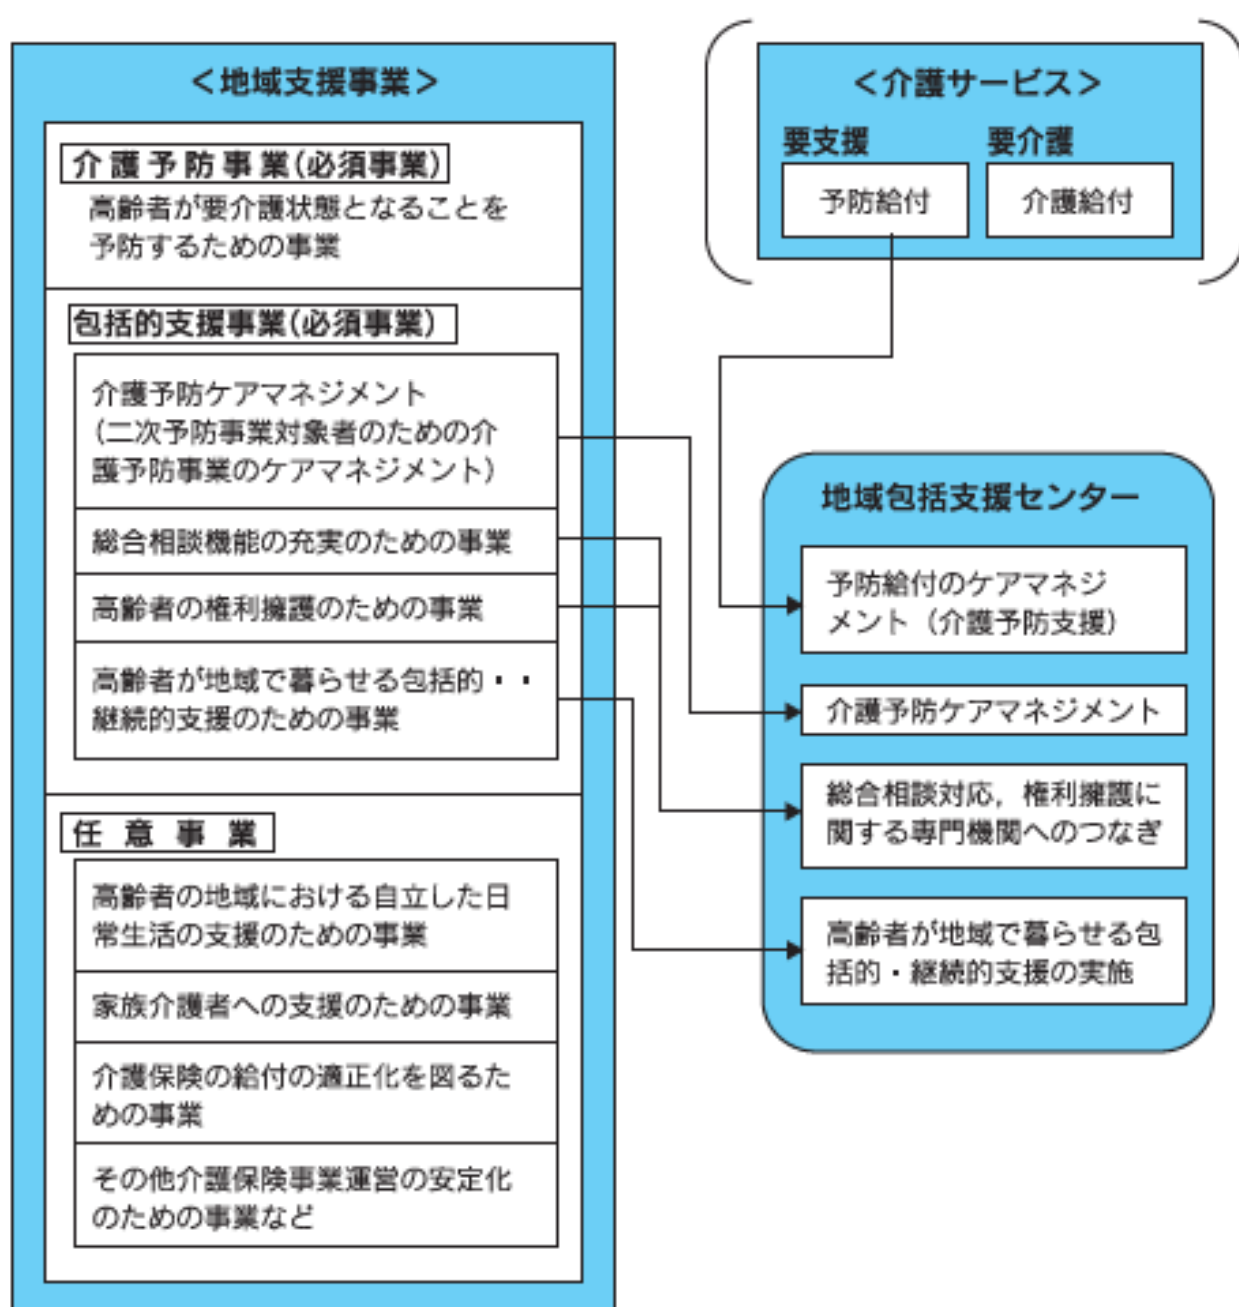 ＜地域支援事業＞
介護予防事業(必須事業)
高齢者が要介護状態となることを
予防するための事業
包括的支援事業(必須事業)
介護予防ケアマネジメント
（二次予防事業対象者のための介
護予防事業のケアマネジメント）
総合相談機能の充実のための事業
高齢者の権利擁護のための事業
高齢者が地域で暮らせる包括的・・
継続的支援のための事業
任意事業
高齢者の地域における自立した日
常生活の支援のための事業
家族介護者への支援のための事業
介護保険の給付の適正化を図るた
めの事業
その他介護保険事業運営の安定化
のための事業など
＜介護サービス＞
要支援
要介護
予防給付
介護給付
地域包括支援センター
予防給付のケアマネジ
メント（介護予防支援）
介護予防ケアマネジメント
総合相談対応，権利擁護に
関する専門機関へのつなぎ
高齢者が地域で暮らせる包
括的・継続的支援の実施